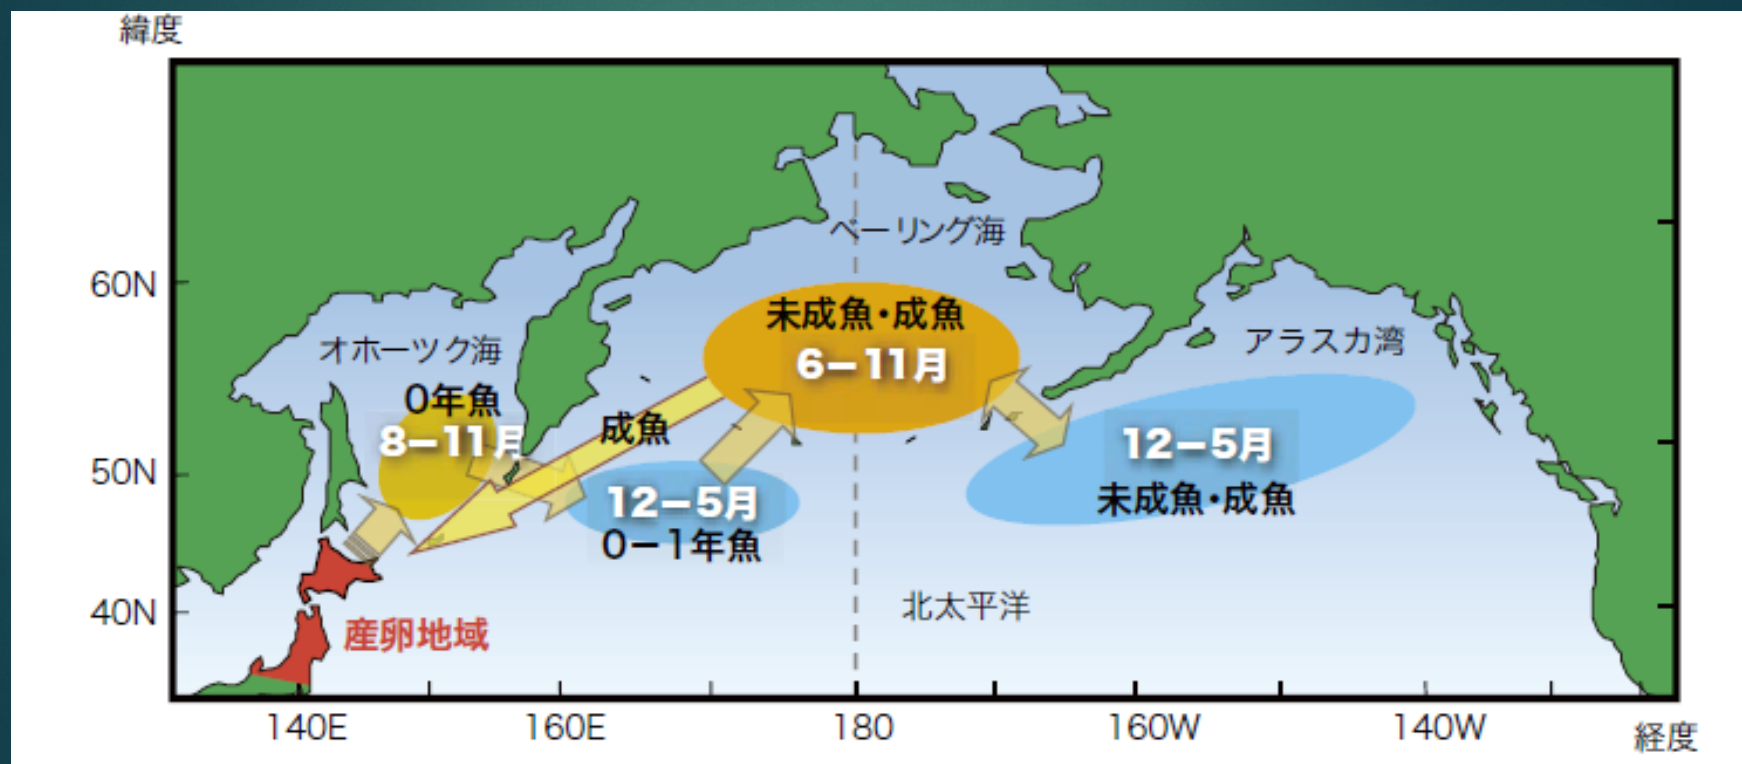 緯度
ベーリング海
60N
未成魚・成魚
6−11月
オホーツク海
アラスカ湾
0年魚
8−11月
成魚
12−5月
未成魚・成魚
50N
12−5月
0−1年魚
40N
北太平洋
産卵地域
140E
160E
180
160W
140W
経度